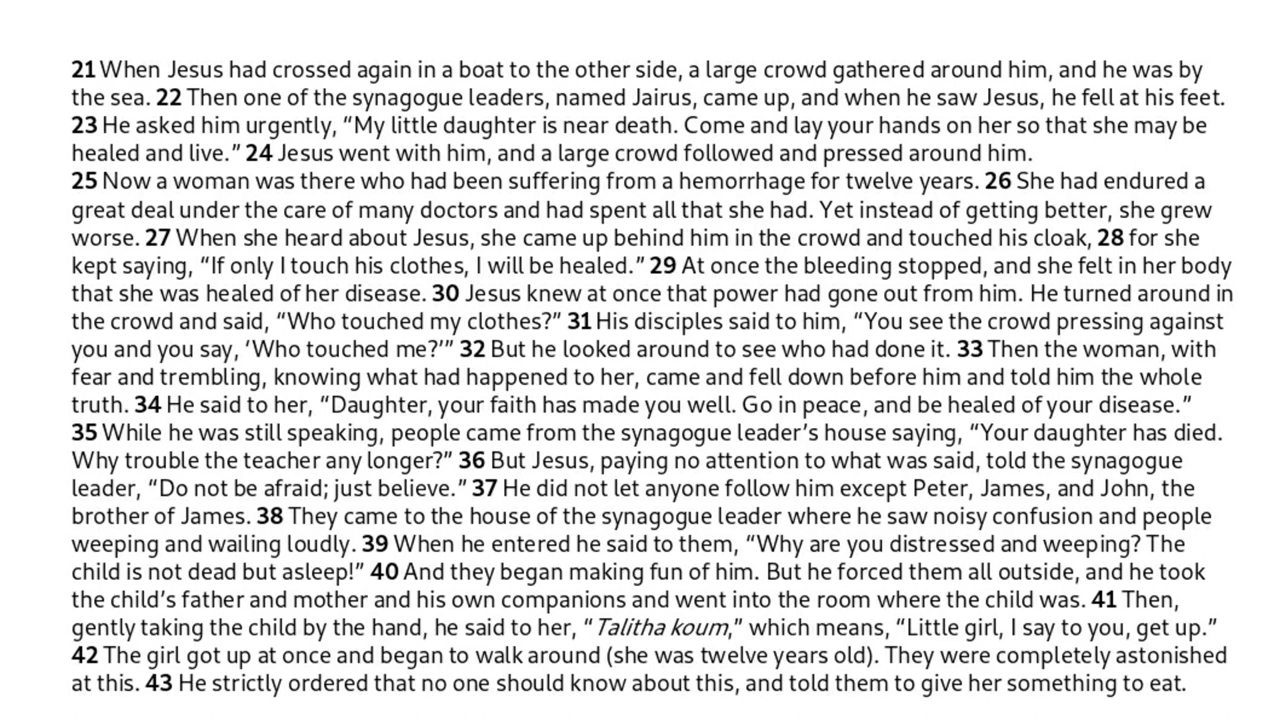 21 When Jesus had crossed again in a boat to the other side, a large crowd gathered around him, and he was by
the sea. 22 Then one of the synagogue leaders, named Jairus, came up, and when he saw Jesus, he fell at his feet.
23 He asked him urgently, “My little daughter is near death. Come and lay your hands on her so that she may be
healed and live.” 24 Jesus went with him, and a large crowd followed and pressed around him.
25 Now a woman was there who had been suffering from a hemorrhage for twelve years. 26 She had endured a
great deal under the care of many doctors and had spent all that she had. Yet instead of getting better, she grew
worse. 27 When she heard about Jesus, she came up behind him in the crowd and touched his cloak, 28 for she
kept saying, “If only I touch his clothes, I will be healed.” 29 At once the bleeding stopped, and she felt in her body
that she was healed of her disease. 30 Jesus knew at once that power had gone out from him. He turned around in
the crowd and said, “Who touched my clothes?” 31 His disciples said to him, “You see the crowd pressing against
you and you say, ‘Who touched me?’” 32 But he looked around to see who had done it. 33 Then the woman, with
fear and trembling, knowing what had happened to her, came and fell down before him and told him the whole
truth. 34 He said to her, “Daughter, your faith has made you well. Go in peace, and be healed of your disease.”
35 While he was still speaking, people came from the synagogue leader’s house saying, “Your daughter has died.
Why trouble the teacher any longer?” 36 But Jesus, paying no attention to what was said, told the synagogue
leader, “Do not be afraid; just believe.” 37 He did not let anyone follow him except Peter, James, and John, the
brother of James. 38 They came to the house of the synagogue leader where he saw noisy confusion and people
weeping and wailing loudly. 39 When he entered he said to them, “Why are you distressed and weeping? The
child is not dead but asleep!” 40 And they began making fun of him. But he forced them all outside, and he took
the child’s father and mother and his own companions and went into the room where the child was. 41 Then,
gently taking the child by the hand, he said to her, “Talitha koum,” which means, “Little girl, I say to you, get up.”
42 The girl got up at once and began to walk around (she was twelve years old). They were completely astonished
at this. 43 He strictly ordered that no one should know about this, and told them to give her something to eat.